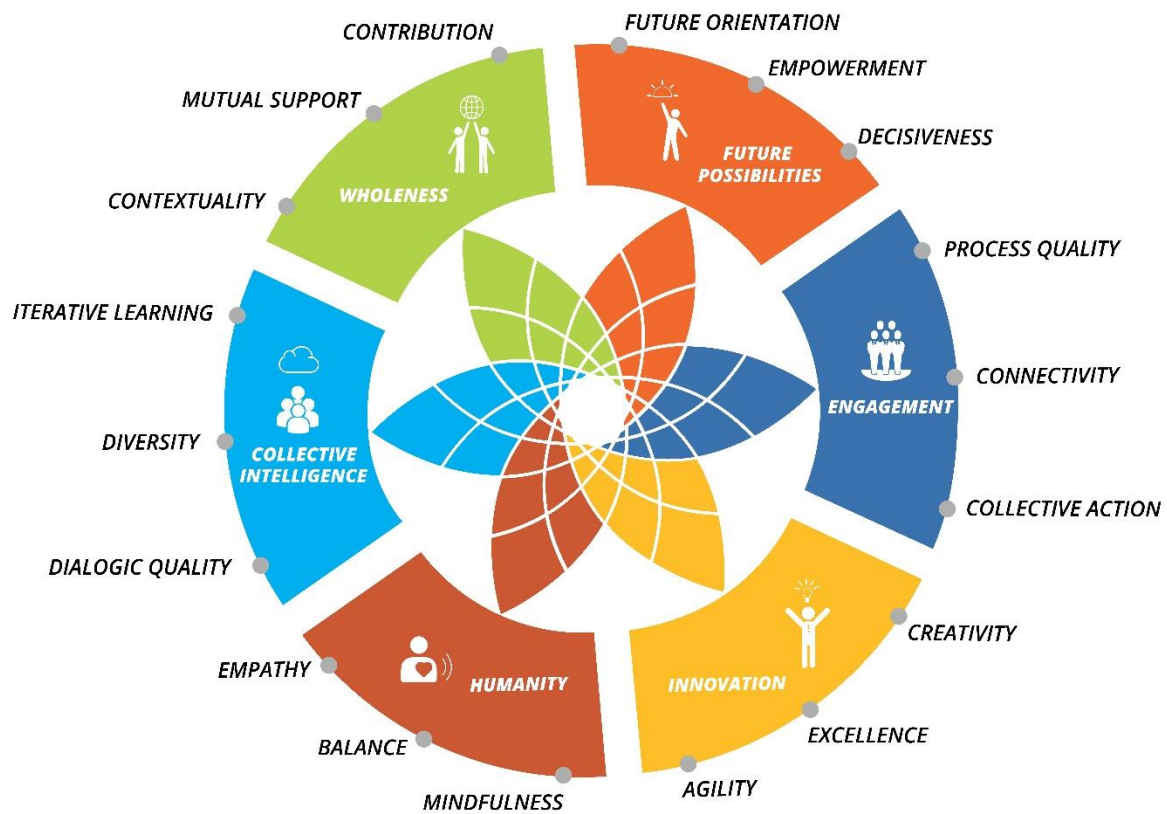 FUTURE ORIENTATION
EMPOWERMENT
DECISIVENESS
FUTURE
POSSIBILITIES
PROCESS QUALITY
CONNECTIVITY
COLLECTIVE ACTION
ENGAGEMENT
CREATIVITY
EXCELLENCE
AGILITY
INNOVATION
MINDFULNESS
BALANCE
EMPATHY
HUMANITY
DIALOGIC QUALITY
DIVERSITY
ITERATIVE LEARNING
COLLECTIVE
INTELLIGENCE
CONTEXTUALITY
MUTUAL SUPPORT
CONTRIBUTION
WHOLENESS